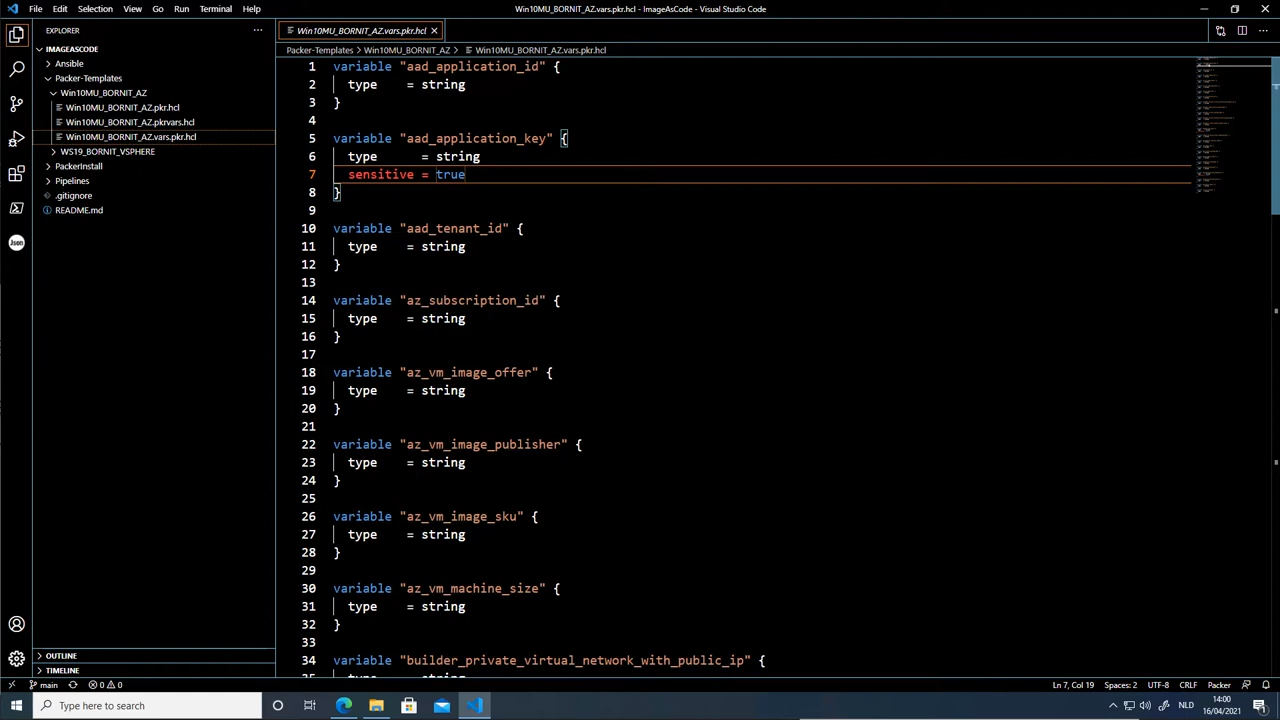 File Edit Selection View Go Run Terminal Help
Win10MU_BORNIT_AZ.vars.pkr.hcl - ImageAsCode - Visual Studio Code
EXPLORER
IMAGEASCODE
Ansible
Packer-Templates
Win10MU_BORNIT_AZ
Win10MU_BORNIT_AZ.pkr.hcl
Win10MU_BORNIT_AZ.pkrvars.hcl
Win10MU_BORNIT_AZ.vars.pkr.hcl
WS19_BORNIT_VSPHERE
PackerInstall
Pipelines
.gitignore
README.md
OUTLINE
TIMELINE
Json
Win10MU_BORNIT_AZ.vars.pkr.hcl
Packer-Templates > Win10MU_BORNIT_AZ > Win10MU_BORNIT_AZ.vars.pkr.hcl
1 variable "aad_application_id" {
2 type = string
3
4
5 variable "aad_application_key" {
6 type = string
7 sensitive = true
8
9
10 variable "aad_tenant_id" {
11 type = string
12 }
13
14 variable "az_subscription_id" {
15 type = string
16 }
17
18 variable "az_vm_image_offer" {
19 type = string
20 }
21
22 variable "az_vm_image_publisher" {
23 type = string
24 }
25
26 variable "az_vm_image_sku" {
27 type = string
28 }
29
30 variable "az_vm_machine_size" {
31 type = string
32 }
33
34 variable "builder_private_virtual_network_with_public_ip" {
35 type = string
main 0 0 Ln 7, Col 19 Spaces: 2 UTF-8 CRLF Packer
Type here to search
NLD
14:00
16/04/2021